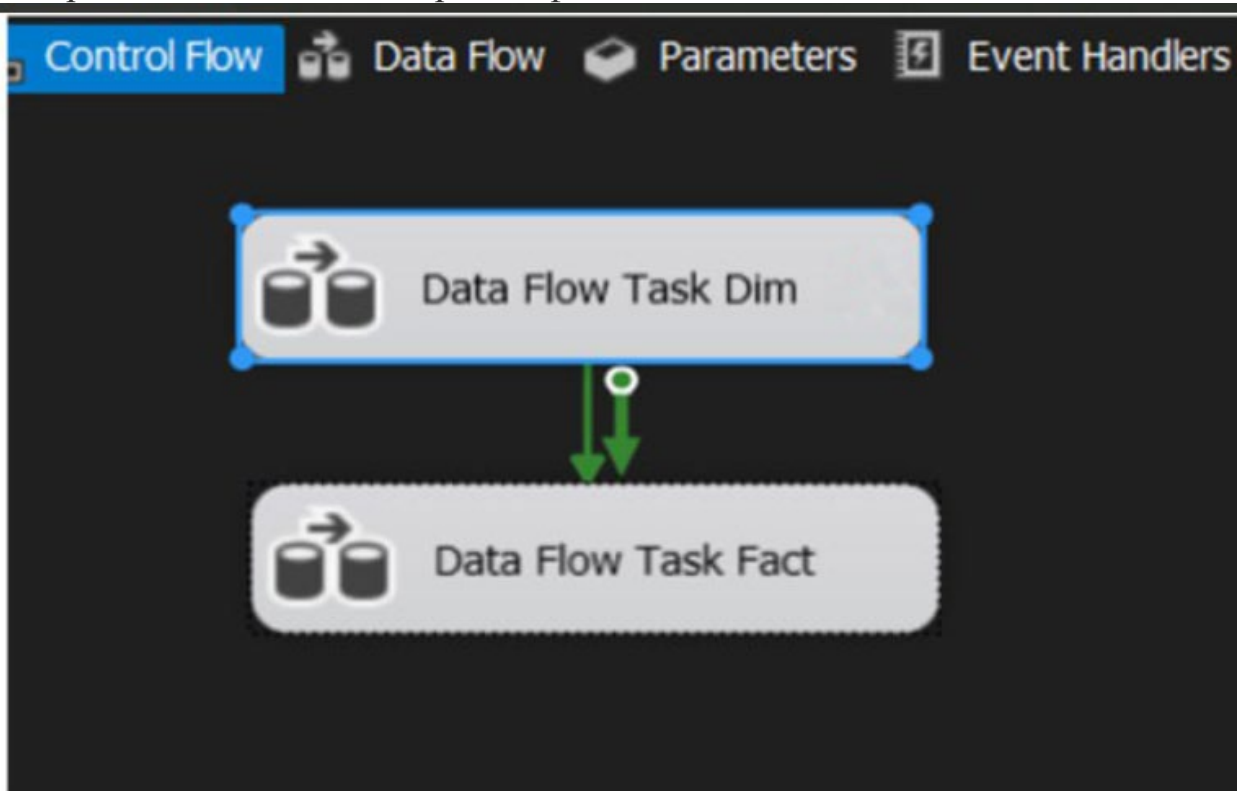 Control Flow Data Flow Parameters Event Handlers
Data Flow Task Dim
Data Flow Task Fact